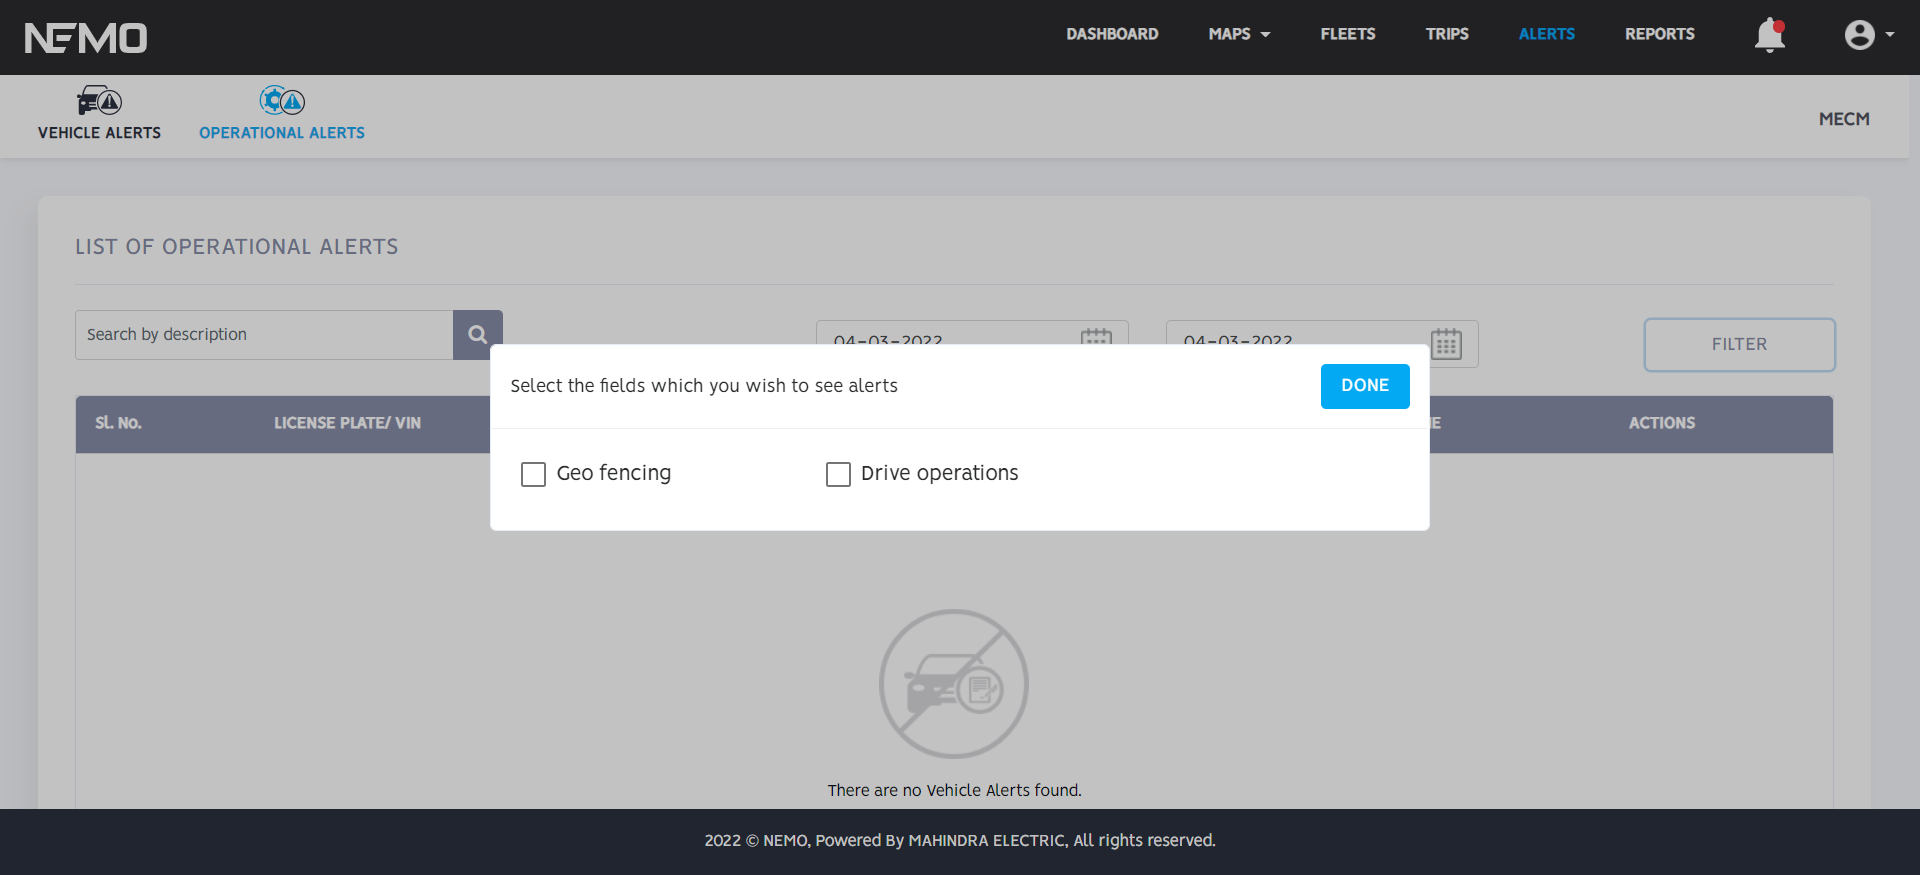 NEMO
DASHBOARD
MAPS
FLEETS
TRIPS
ALERTS
REPORTS
VEHICLE ALERTS
OPERATIONAL ALERTS
MECM
LIST OF OPERATIONAL ALERTS
Search by description
04-03-2022
04-03-2022
FILTER
Select the fields which you wish to see alerts
DONE
Sl. No.
LICENSE PLATE/ VIN
ACTIONS
Geo fencing
Drive operations
There are no Vehicle Alerts found.
2022 © NEMO, Powered By MAHINDRA ELECTRIC, All rights reserved.